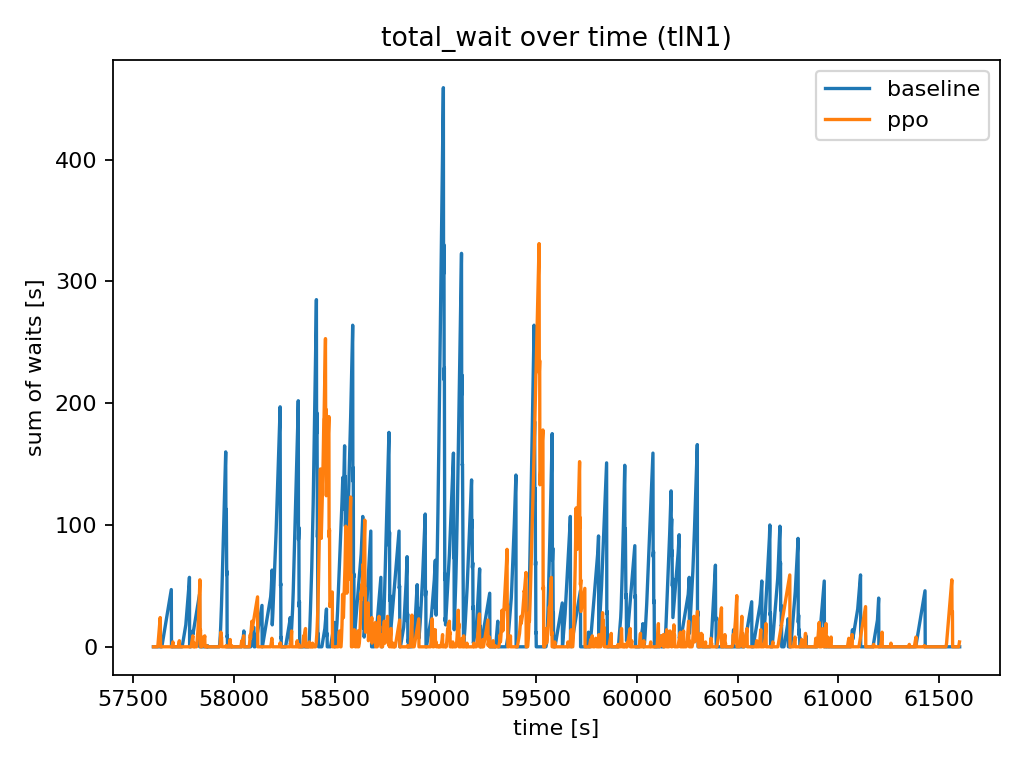 total_wait over time (tlN1)
baseline
ppo
sum of waits [s]
400
300
200
100
0
57500 58000 58500 59000 59500 60000 60500 61000 61500
time [s]